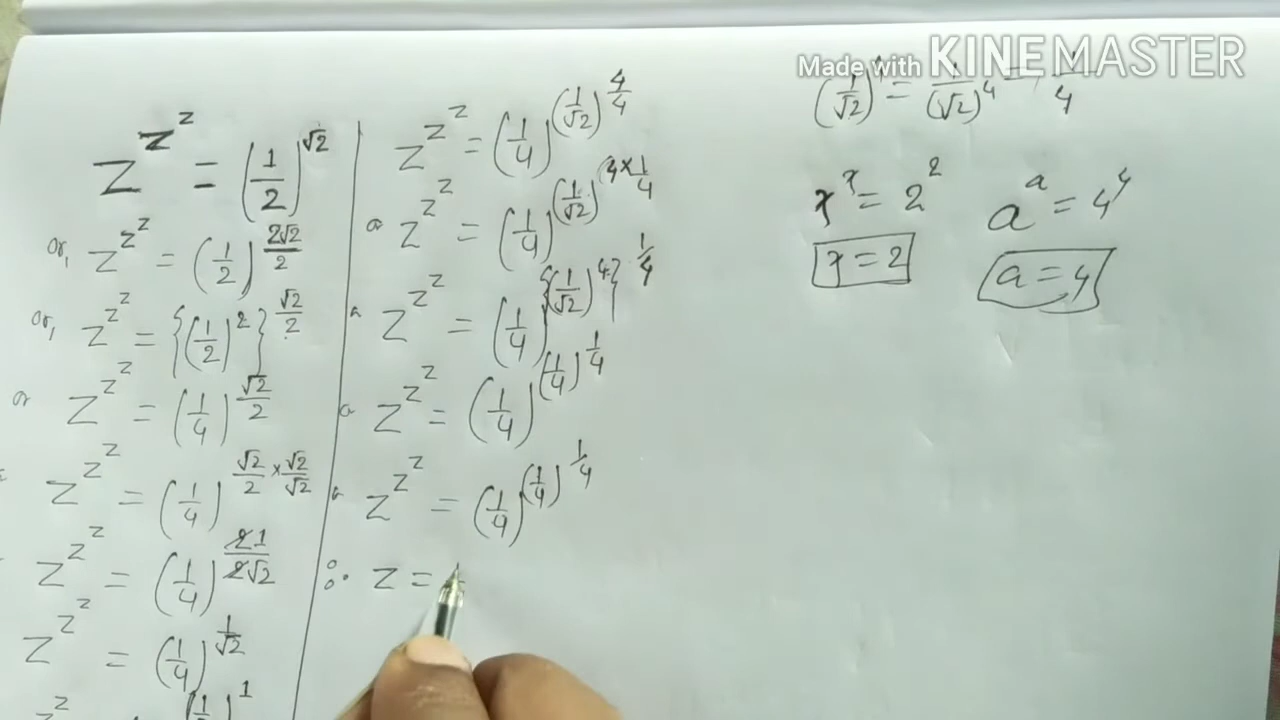 Made with KINEMASTER
z^z^z = (1/2)^√2
or, z^z^z = (1/2)^(2√2/2)
or, z^z^z = {(1/2)^2}^(√2/2)
or z^z^z = (1/4)^(√2/2)
z^z^z = (1/4)^(√2/2 × √2/√2)
z^z^z = (1/4)^(2 1/2√2)
z^z^z = (1/4)^(1/√2)
z^z^z = (1/4)^(1/√2)^(4/4)
z^z^z = (1/4)^(1/√2)^(4×1/4)
z^z^z = (1/4)^{(1/√2)^4}^(1/4)
z^z^z = (1/4)^(1/4)^(1/4)
z^z^z = (1/4)^(1/4)^(1/4)
∴ z =
(1/√2)^4 = 1/(√2)^4 = 1/4
x^x = 2^2
x = 2
a^a = 4^4
a = 4